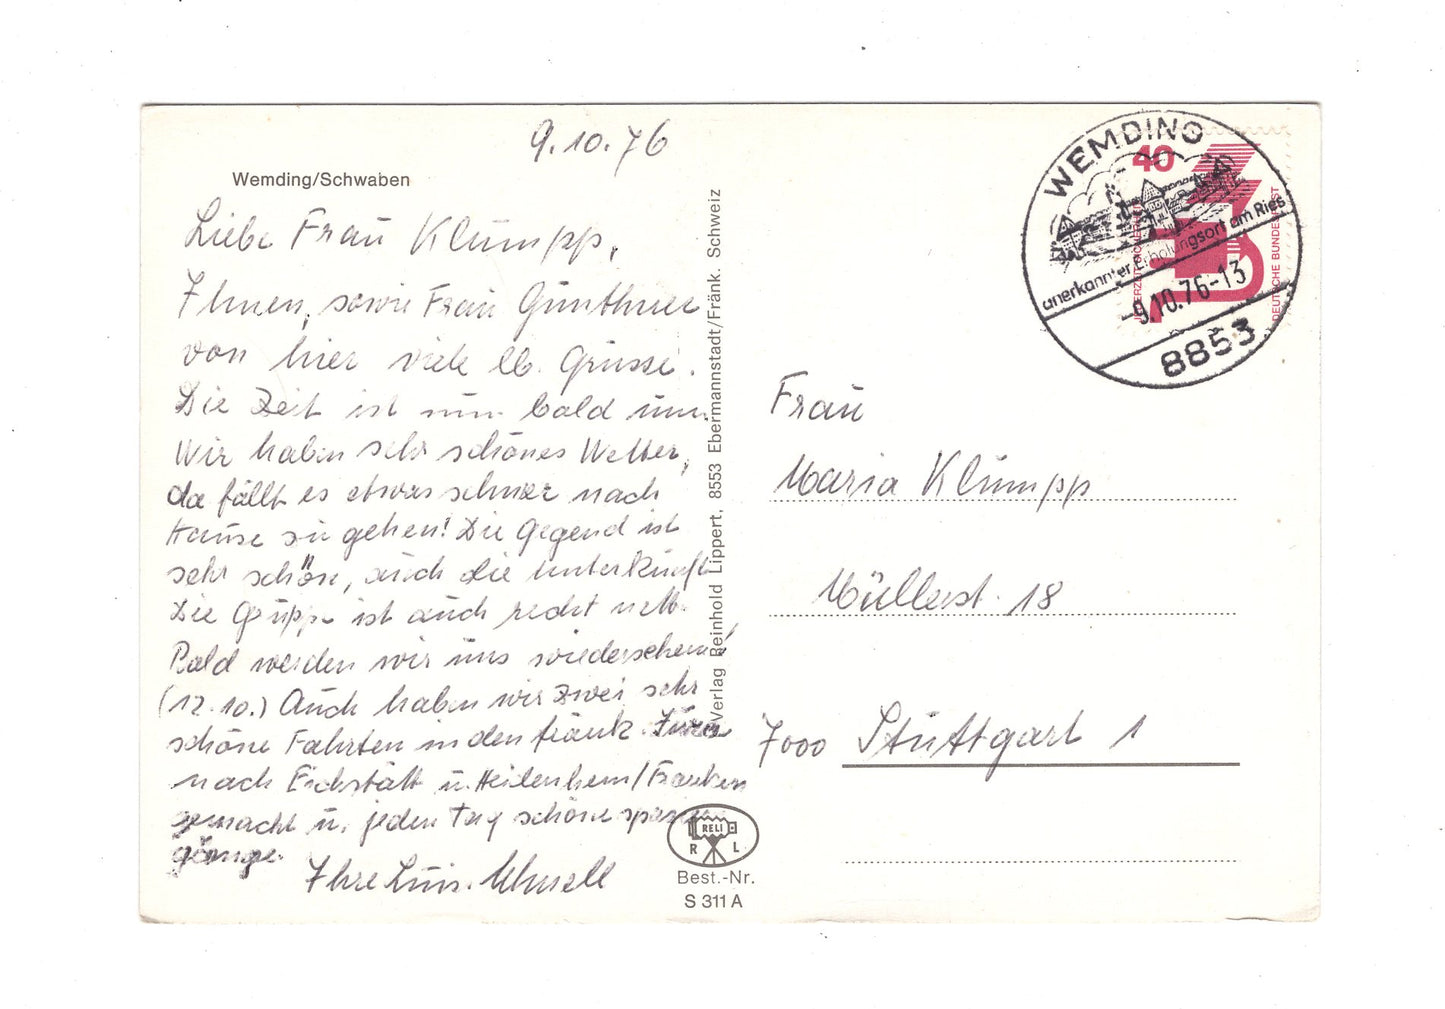 9.10.76
Wemding/Schwaben
Liebe Frau Klumpp,
Ihnen, sowie Frau Günthner
von hier viele lb. Grüsse.
Die Zeit ist nun bald um.
Wir haben sehr schönes Wetter,
da fällt es etwas schwer nach
Hause zu gehen! Die Gegend ist
sehr schön, auch die Unterkunft
Die Gruppe ist auch recht nett.
Bald werden wir uns wiedersehen!
(12.10.) Auch haben wir zwei sehr
schöne Fahrten in den fränk. Jura
nach Eichstätt u. Heidenheim/Franken
gemacht u. jeden Tag schöne spazier
gänge.
Ihre Luis.
Verlag Reinhold Lippert, 8553 Ebermannstadt/Fränk. Schweiz
RELI
R L
Best.-Nr.
S 311 A
WEMDING
anerkannter Erholungsort am Ries
-9.10.76-13
8853
40
JEDERZEIT SICHERHEIT
DEUTSCHE BUNDESPOST
Frau
Maria Klumpp
Müllerst. 18
7000 Stuttgart 1